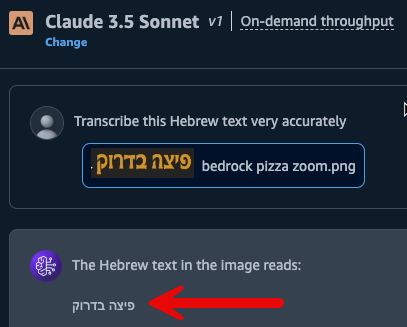 Claude 3.5 Sonnet v1 | On-demand throughput
Change
Transcribe this Hebrew text very accurately
פיצה בדרוק bedrock pizza zoom.png
The Hebrew text in the image reads:
פיצה בדרוק